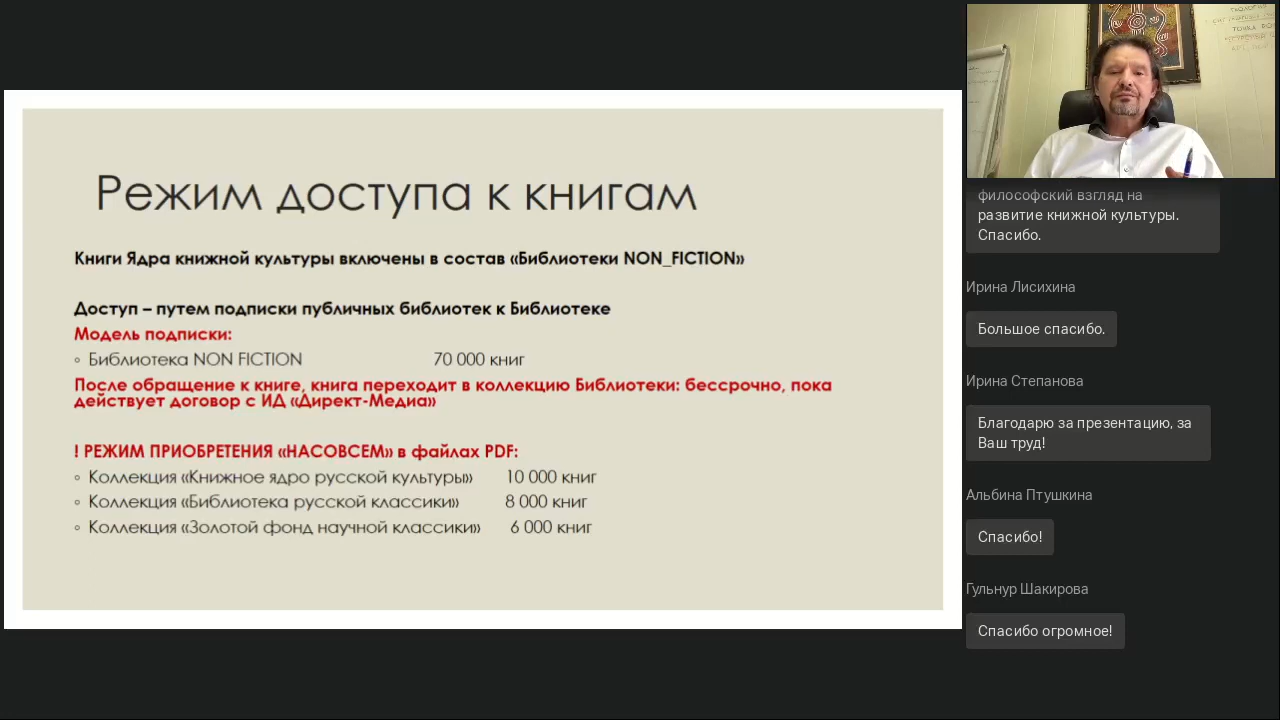 Режим доступа к книгам
Книги Ядра книжной культуры включены в состав «Библиотеки NON_FICTION»
Доступ – путем подписки публичных библиотек к Библиотеке
Модель подписки:
◦ Библиотека NON FICTION 70 000 книг
После обращение к книге, книга переходит в коллекцию Библиотеки: бессрочно, пока
действует договор с ИД «Директ-Медиа»
! РЕЖИМ ПРИОБРЕТЕНИЯ «НАСОВСЕМ» в файлах PDF:
◦ Коллекция «Книжное ядро русской культуры» 10 000 книг
◦ Коллекция «Библиотека русской классики» 8 000 книг
◦ Коллекция «Золотой фонд научной классики» 6 000 книг
философский взгляд на
развитие книжной культуры.
Спасибо.
Ирина Лисихина
Большое спасибо.
Ирина Степанова
Благодарю за презентацию, за
Ваш труд!
Альбина Птушкина
Спасибо!
Гульнур Шакирова
Спасибо огромное!